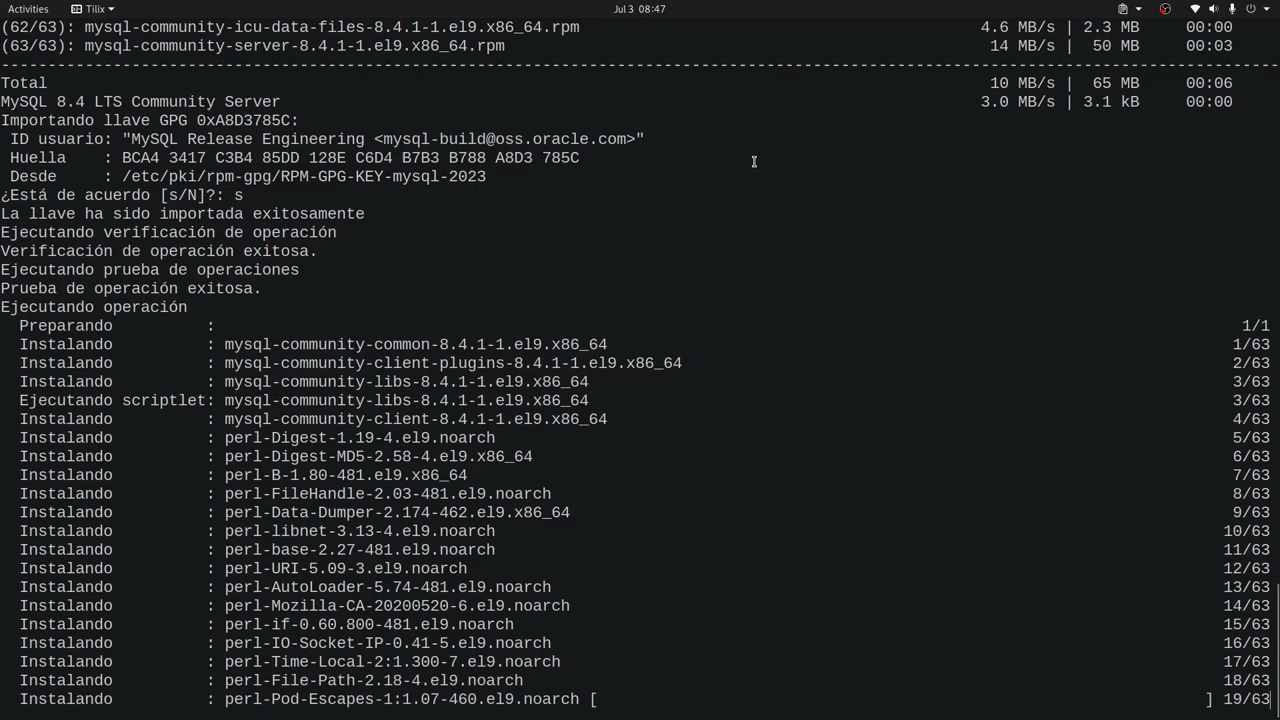 Activities Tilix Jul 3 08:47
(62/63): mysql-community-icu-data-files-8.4.1-1.el9.x86_64.rpm 4.6 MB/s | 2.3 MB 00:00
(63/63): mysql-community-server-8.4.1-1.el9.x86_64.rpm 14 MB/s | 50 MB 00:03
--------------------------------------------------------------------------------
Total 10 MB/s | 65 MB 00:06
MySQL 8.4 LTS Community Server 3.0 MB/s | 3.1 kB 00:00
Importando llave GPG 0xA8D3785C:
ID usuario: "MySQL Release Engineering <mysql-build@oss.oracle.com>"
Huella : BCA4 3417 C3B4 85DD 128E C6D4 B7B3 B788 A8D3 785C
Desde : /etc/pki/rpm-gpg/RPM-GPG-KEY-mysql-2023
¿Está de acuerdo [s/N]?: s
La llave ha sido importada exitosamente
Ejecutando verificación de operación
Verificación de operación exitosa.
Ejecutando prueba de operaciones
Prueba de operación exitosa.
Ejecutando operación
Preparando : 1/1
Instalando : mysql-community-common-8.4.1-1.el9.x86_64 1/63
Instalando : mysql-community-client-plugins-8.4.1-1.el9.x86_64 2/63
Instalando : mysql-community-libs-8.4.1-1.el9.x86_64 3/63
Ejecutando scriptlet: mysql-community-libs-8.4.1-1.el9.x86_64 3/63
Instalando : mysql-community-client-8.4.1-1.el9.x86_64 4/63
Instalando : perl-Digest-1.19-4.el9.noarch 5/63
Instalando : perl-Digest-MD5-2.58-4.el9.x86_64 6/63
Instalando : perl-B-1.80-481.el9.x86_64 7/63
Instalando : perl-FileHandle-2.03-481.el9.noarch 8/63
Instalando : perl-Data-Dumper-2.174-462.el9.x86_64 9/63
Instalando : perl-libnet-3.13-4.el9.noarch 10/63
Instalando : perl-base-2.27-481.el9.noarch 11/63
Instalando : perl-URI-5.09-3.el9.noarch 12/63
Instalando : perl-AutoLoader-5.74-481.el9.noarch 13/63
Instalando : perl-Mozilla-CA-20200520-6.el9.noarch 14/63
Instalando : perl-if-0.60.800-481.el9.noarch 15/63
Instalando : perl-IO-Socket-IP-0.41-5.el9.noarch 16/63
Instalando : perl-Time-Local-2:1.300-7.el9.noarch 17/63
Instalando : perl-File-Path-2.18-4.el9.noarch 18/63
Instalando : perl-Pod-Escapes-1:1.07-460.el9.noarch [ ] 19/63